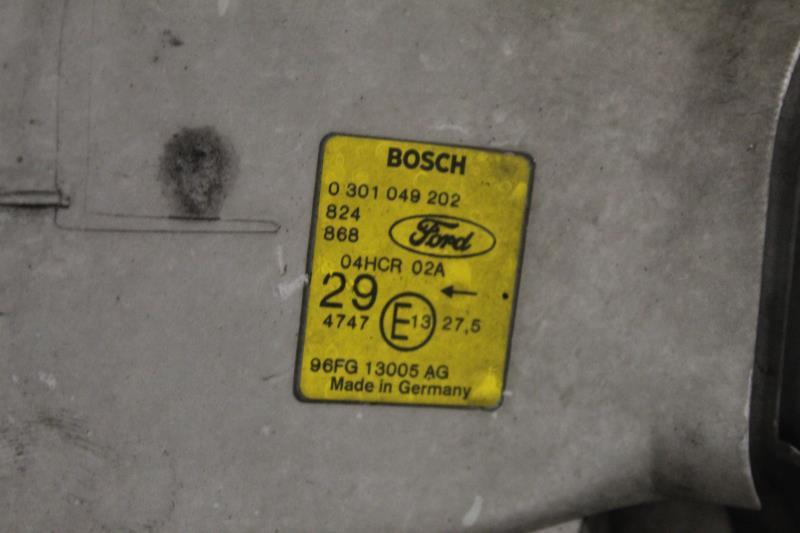 BOSCH
0 301 049 202
824
868 Ford
04HCR 02A
29 ←
4747 E 13 27,5
96FG 13005 AG
Made in Germany